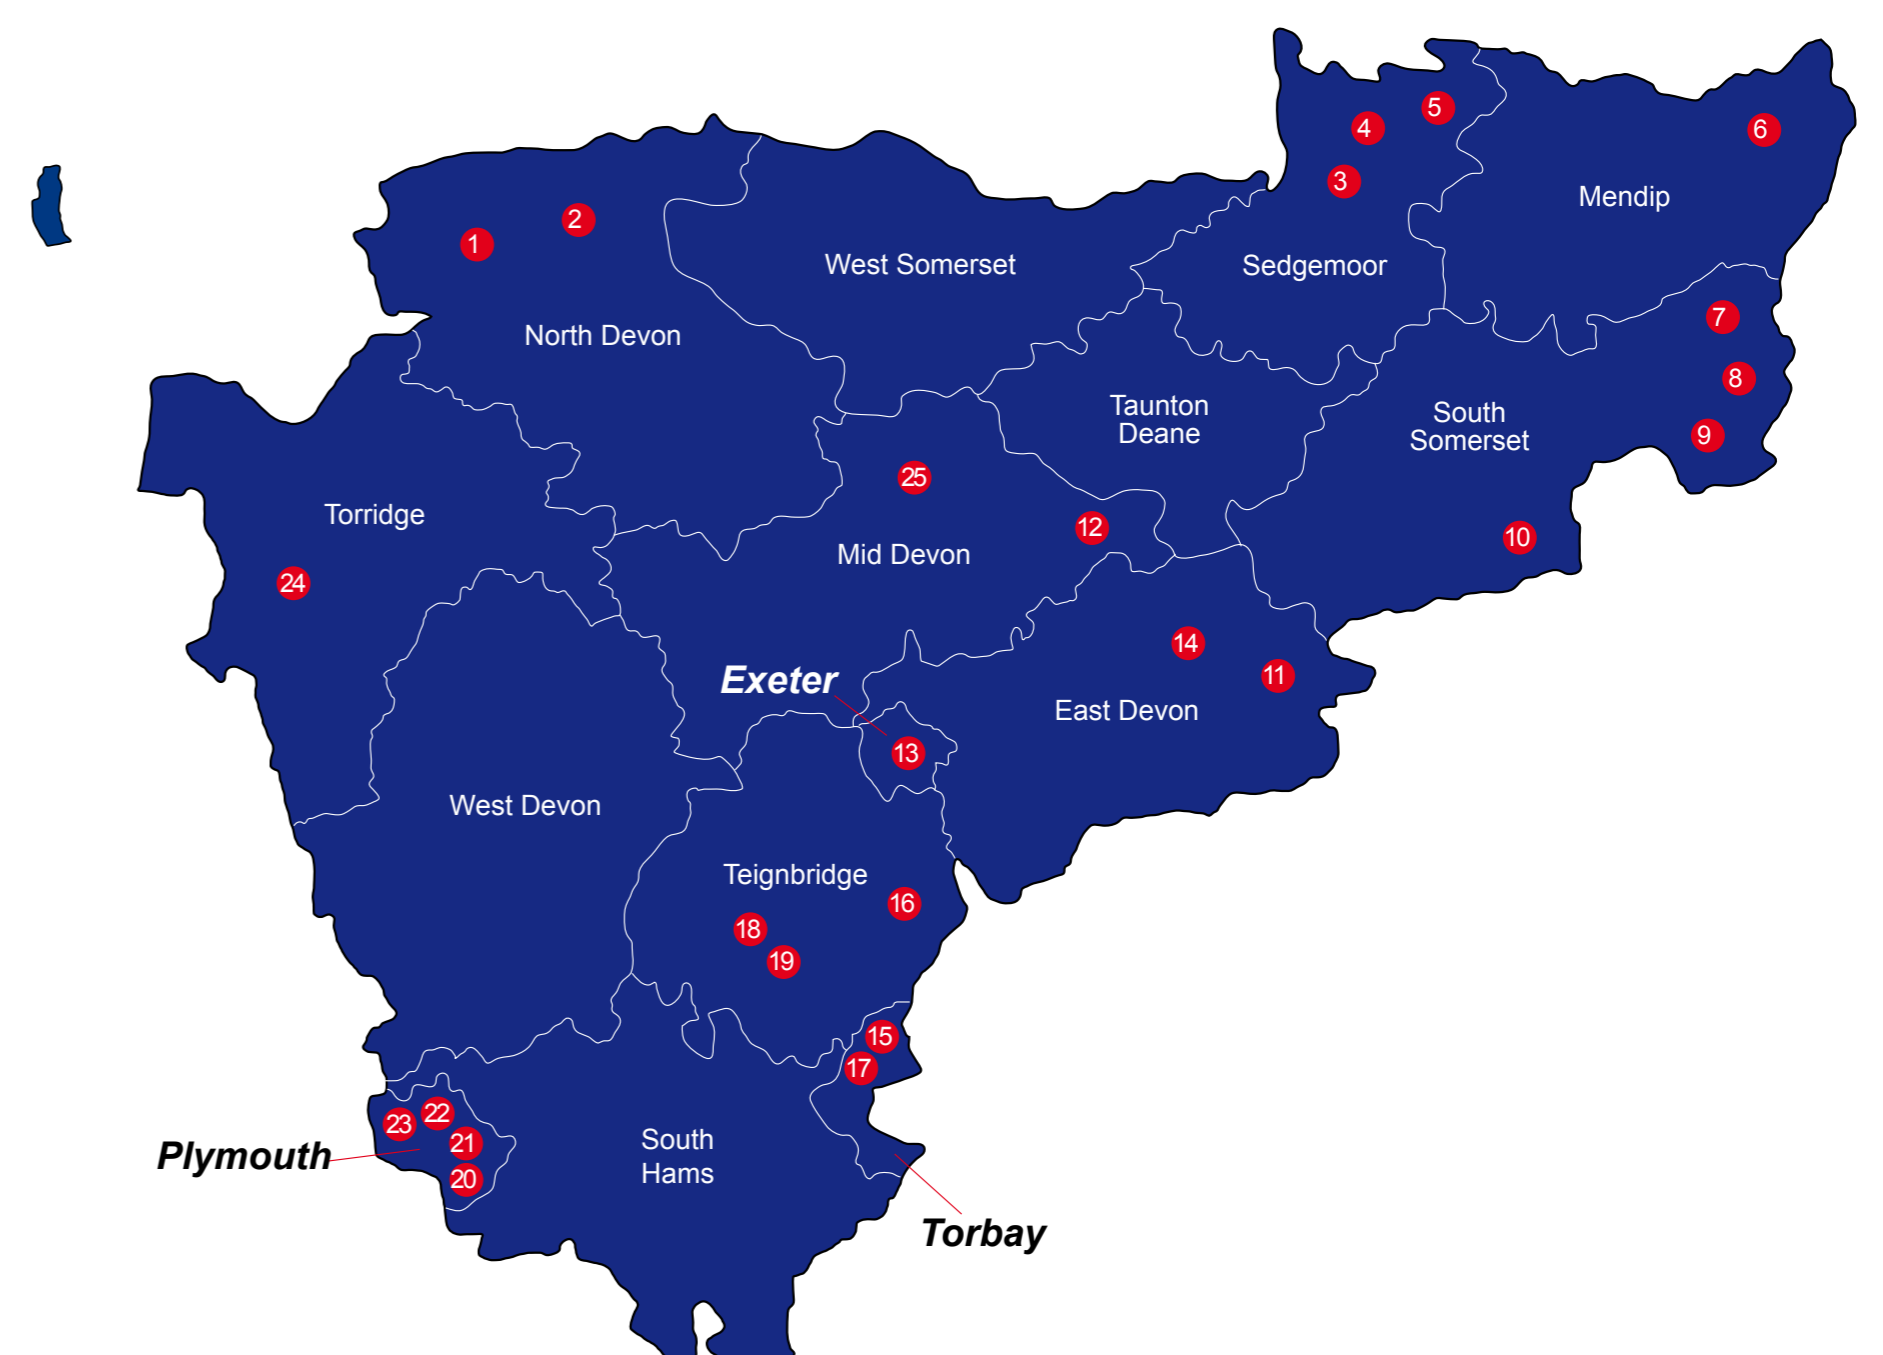 5
4
6
3
Mendip
2
1
West Somerset
Sedgemoor
7
North Devon
8
Taunton
Deane
South
Somerset
9
25
Torridge
12
10
Mid Devon
24
14
Exeter
11
East Devon
13
West Devon
Teignbridge
16
18
19
15
17
22
23
21
South
Hams
Plymouth
20
Torbay